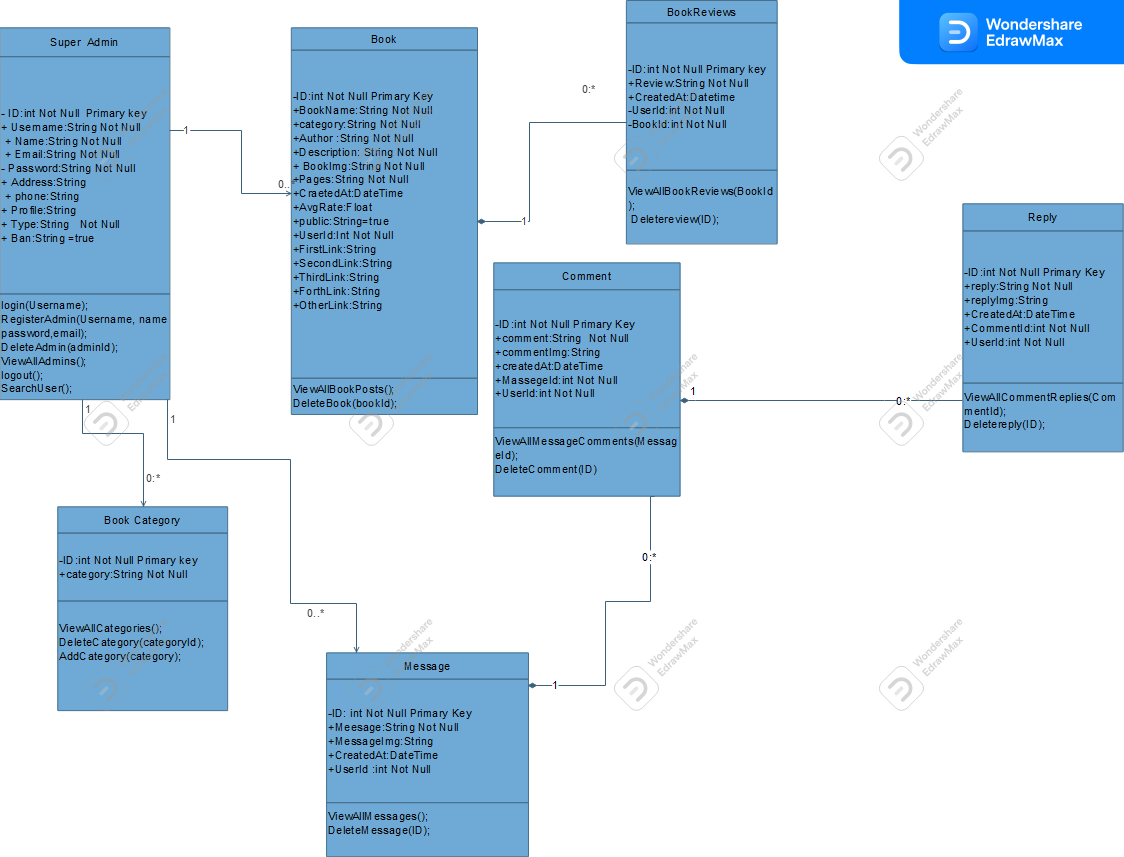 Wondershare
EdrawMax
Super Admin
- ID:int Not Null Primary key
+ Username:String Not Null
+ Name:String Not Null
+ Email:String Not Null
- Password:String Not Null
+ Address:String
+ phone:String
+ Profile:String
+ Type:String Not Null
+ Ban:String =true
login(Username);
RegisterAdmin(Username, name
password,email);
DeleteAdmin(adminId);
ViewAllAdmins();
logout();
SearchUser();
1
0..
Book
-ID:int Not Null Primary Key
+BookName:String Not Null
+category:String Not Null
+Author :String Not Null
+Description: String Not Null
+ BookImg:String Not Null
+Pages:String Not Null
+CraetedAt:DateTime
+AvgRate:Float
+public:String=true
+UserId:Int Not Null
+FirstLink:String
+SecondLink:String
+ThirdLink:String
+ForthLink:String
+OtherLink:String
ViewAllBookPosts();
DeleteBook(bookId);
1
0:*
BookReviews
-ID:int Not Null Primary key
+Review:String Not Null
+CreatedAt:Datetime
-UserId:int Not Null
-BookId:int Not Null
ViewAllBookReviews(BookId
);
Deletereview(ID);
Comment
-ID:int Not Null Primary Key
+comment:String Not Null
+commentImg:String
+createdAt:DateTime
+MassegeId:int Not Null
+UserId:int Not Null
ViewAllMessageComments(Messag
eId);
DeleteComment(ID)
1
0:*
Reply
-ID:int Not Null Primary Key
+reply:String Not Null
+replyImg:String
+CreatedAt:DateTime
+CommentId:int Not Null
+UserId:int Not Null
ViewAllCommentReplies(Com
mentId);
Deletereply(ID);
1
0:*
Book Category
-ID:int Not Null Primary key
+category:String Not Null
ViewAllCategories();
DeleteCategory(categoryId);
AddCategory(category);
1
0..*
Message
-ID: int Not Null Primary Key
+Meesage:String Not Null
+MessageImg:String
+CreatedAt:DateTime
+UserId :int Not Null
ViewAllMessages();
DeleteMessage(ID);
1
0:*
Wondershare
EdrawMax
Wondershare
EdrawMax
Wondershare
EdrawMax
Wondershare
EdrawMax
Wondershare
EdrawMax